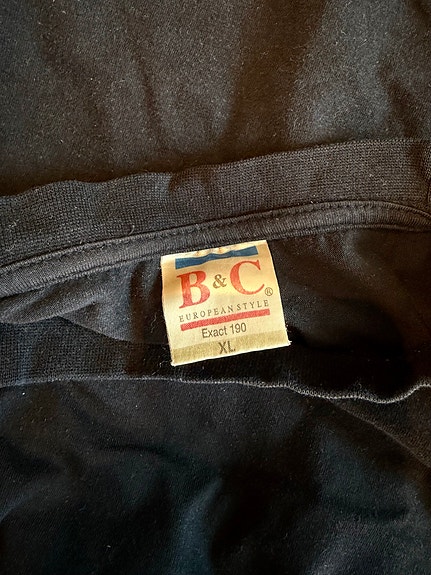 B & C ®
EUROPEAN STYLE
Exact 190
XL